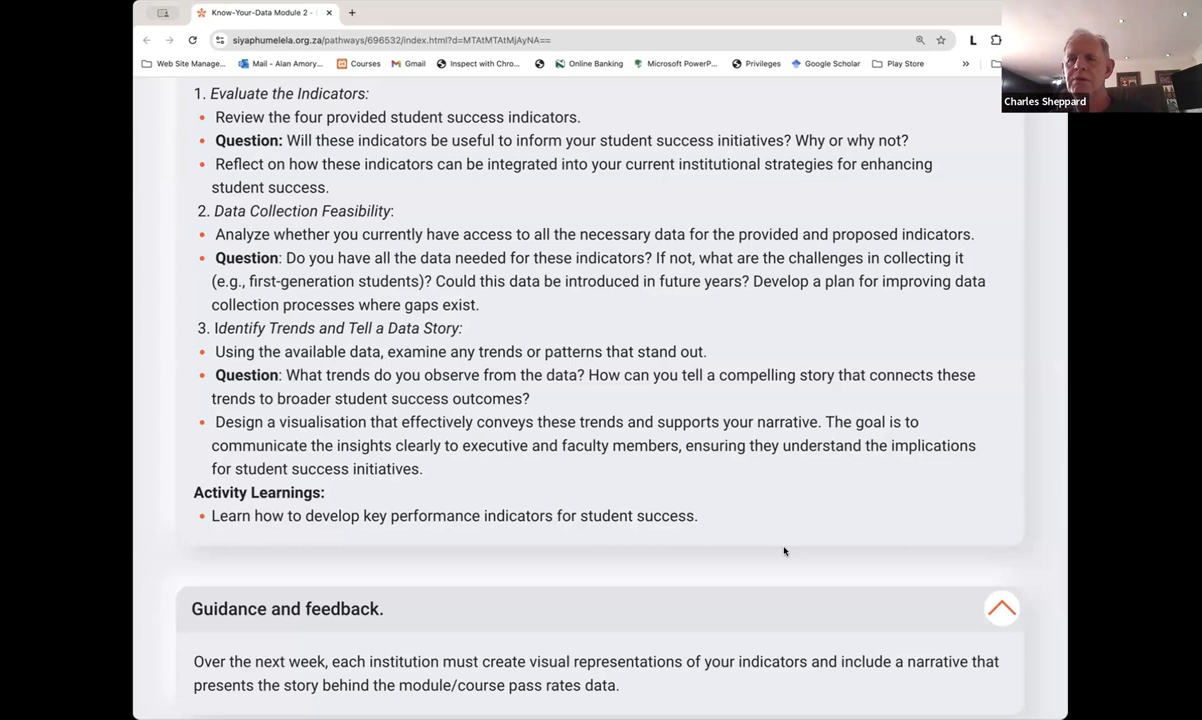 Know-Your-Data Module 2 -
siyaphumelela.org.za/pathways/696532/index.html?d=MTAtMTAtMjAyNA==
L
Web Site Manage...
Mail – Alan Amory...
Courses
Gmail
Inspect with Chro...
Online Banking
Microsoft PowerP...
Privileges
Google Scholar
Play Store
»
Charles Sheppard
1. Evaluate the Indicators:
• Review the four provided student success indicators.
• Question: Will these indicators be useful to inform your student success initiatives? Why or why not?
• Reflect on how these indicators can be integrated into your current institutional strategies for enhancing
student success.
2. Data Collection Feasibility:
• Analyze whether you currently have access to all the necessary data for the provided and proposed indicators.
• Question: Do you have all the data needed for these indicators? If not, what are the challenges in collecting it
(e.g., first-generation students)? Could this data be introduced in future years? Develop a plan for improving data
collection processes where gaps exist.
3. Identify Trends and Tell a Data Story:
• Using the available data, examine any trends or patterns that stand out.
• Question: What trends do you observe from the data? How can you tell a compelling story that connects these
trends to broader student success outcomes?
• Design a visualisation that effectively conveys these trends and supports your narrative. The goal is to
communicate the insights clearly to executive and faculty members, ensuring they understand the implications
for student success initiatives.
Activity Learnings:
• Learn how to develop key performance indicators for student success.
Guidance and feedback.
Over the next week, each institution must create visual representations of your indicators and include a narrative that
presents the story behind the module/course pass rates data.